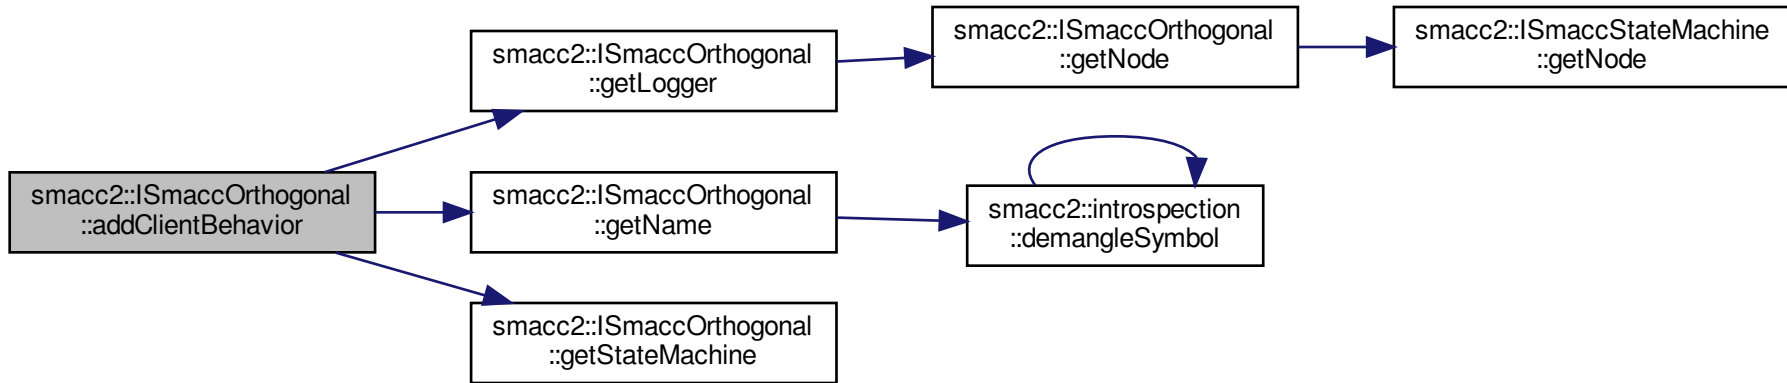 smacc2::ISmaccOrthogonal
::addClientBehavior
smacc2::ISmaccOrthogonal
::getLogger
smacc2::ISmaccOrthogonal
::getNode
smacc2::ISmaccStateMachine
::getNode
smacc2::ISmaccOrthogonal
::getName
smacc2::introspection
::demangleSymbol
smacc2::ISmaccOrthogonal
::getStateMachine